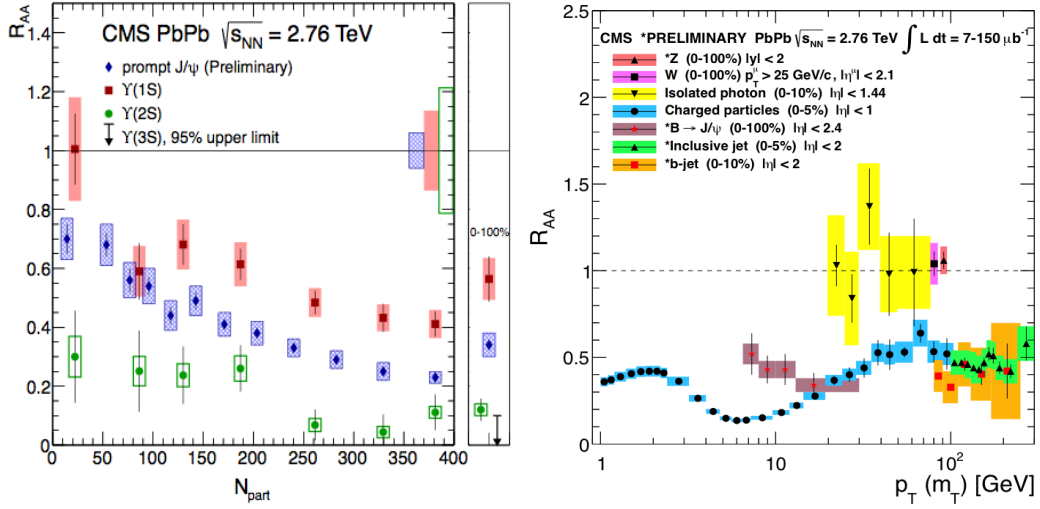 R_AA
CMS PbPb √s_NN = 2.76 TeV
prompt J/ψ (Preliminary)
ϒ(1S)
ϒ(2S)
ϒ(3S), 95% upper limit
0-100%
1.4
1.2
1
0.8
0.6
0.4
0.2
0
0 50 100 150 200 250 300 350 400
N_part
CMS *PRELIMINARY PbPb √s_NN = 2.76 TeV ∫ L dt = 7-150 μb⁻¹
*Z (0-100%) |y| < 2
W (0-100%) p_T^μ > 25 GeV/c, |η^μ| < 2.1
Isolated photon (0-10%) |η| < 1.44
Charged particles (0-5%) |η| < 1
*B → J/ψ (0-100%) |η| < 2.4
*Inclusive jet (0-5%) |η| < 2
*b-jet (0-10%) |η| < 2
R_AA
2.5
2
1.5
1
0.5
0
1 10 10²
p_T (m_T) [GeV]